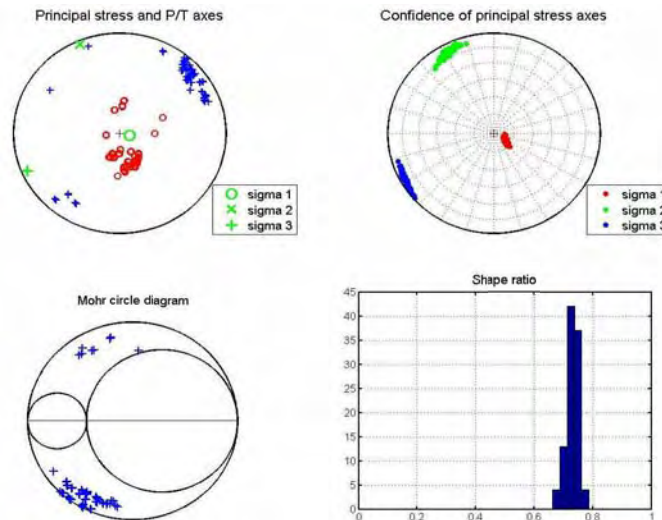 Principal stress and P/T axes
sigma 1
sigma 2
sigma 3
Confidence of principal stress axes
sigma 1
sigma 2
sigma 3
Mohr circle diagram
Shape ratio
45
40
35
30
25
20
15
10
5
0
0 0.2 0.4 0.6 0.8 1